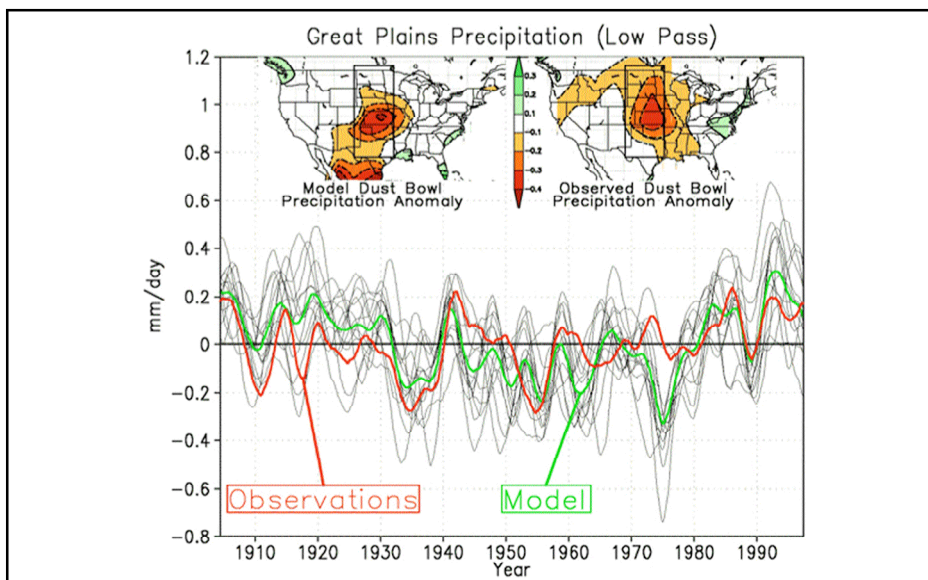 Great Plains Precipitation (Low Pass)
1.2
1
0.8
0.6
0.4
0.2
0
−0.2
−0.4
−0.6
−0.8
mm/day
0.3
0.2
0.1
−0.1
−0.2
−0.3
−0.4
Model Dust Bowl
Precipitation Anomaly
Observed Dust Bowl
Precipitation Anomaly
Observations
Model
1910 1920 1930 1940 1950 1960 1970 1980 1990
Year